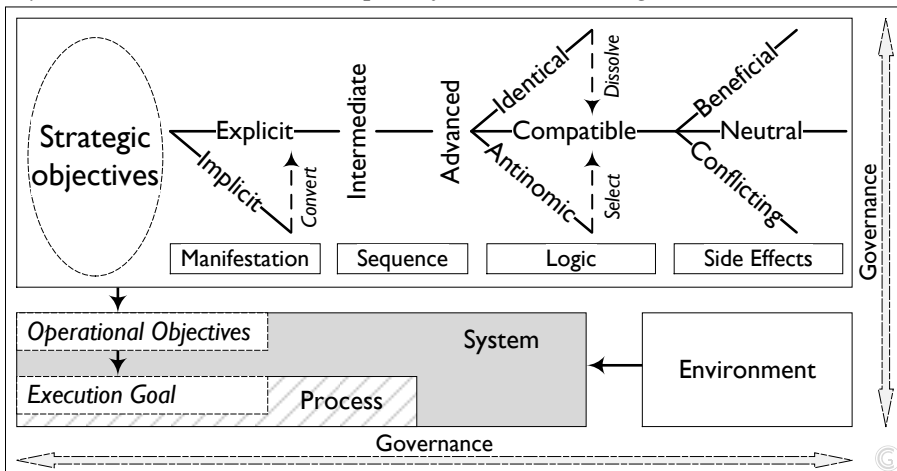 Strategic
objectives
Explicit
Implicit
Convert
Intermediate
Advanced
Identical
Compatible
Antinomic
Dissolve
Select
Beneficial
Neutral
Conflicting
Manifestation
Sequence
Logic
Side Effects
Governance
Operational Objectives
System
Execution Goal
Process
Environment
Governance
G